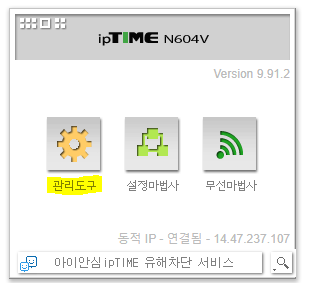 ipTIME N604V
Version 9.91.2
관리도구 설정마법사 무선마법사
동적 IP - 연결됨 - 14.47.237.107
아이안심 ipTIME 유해차단 서비스